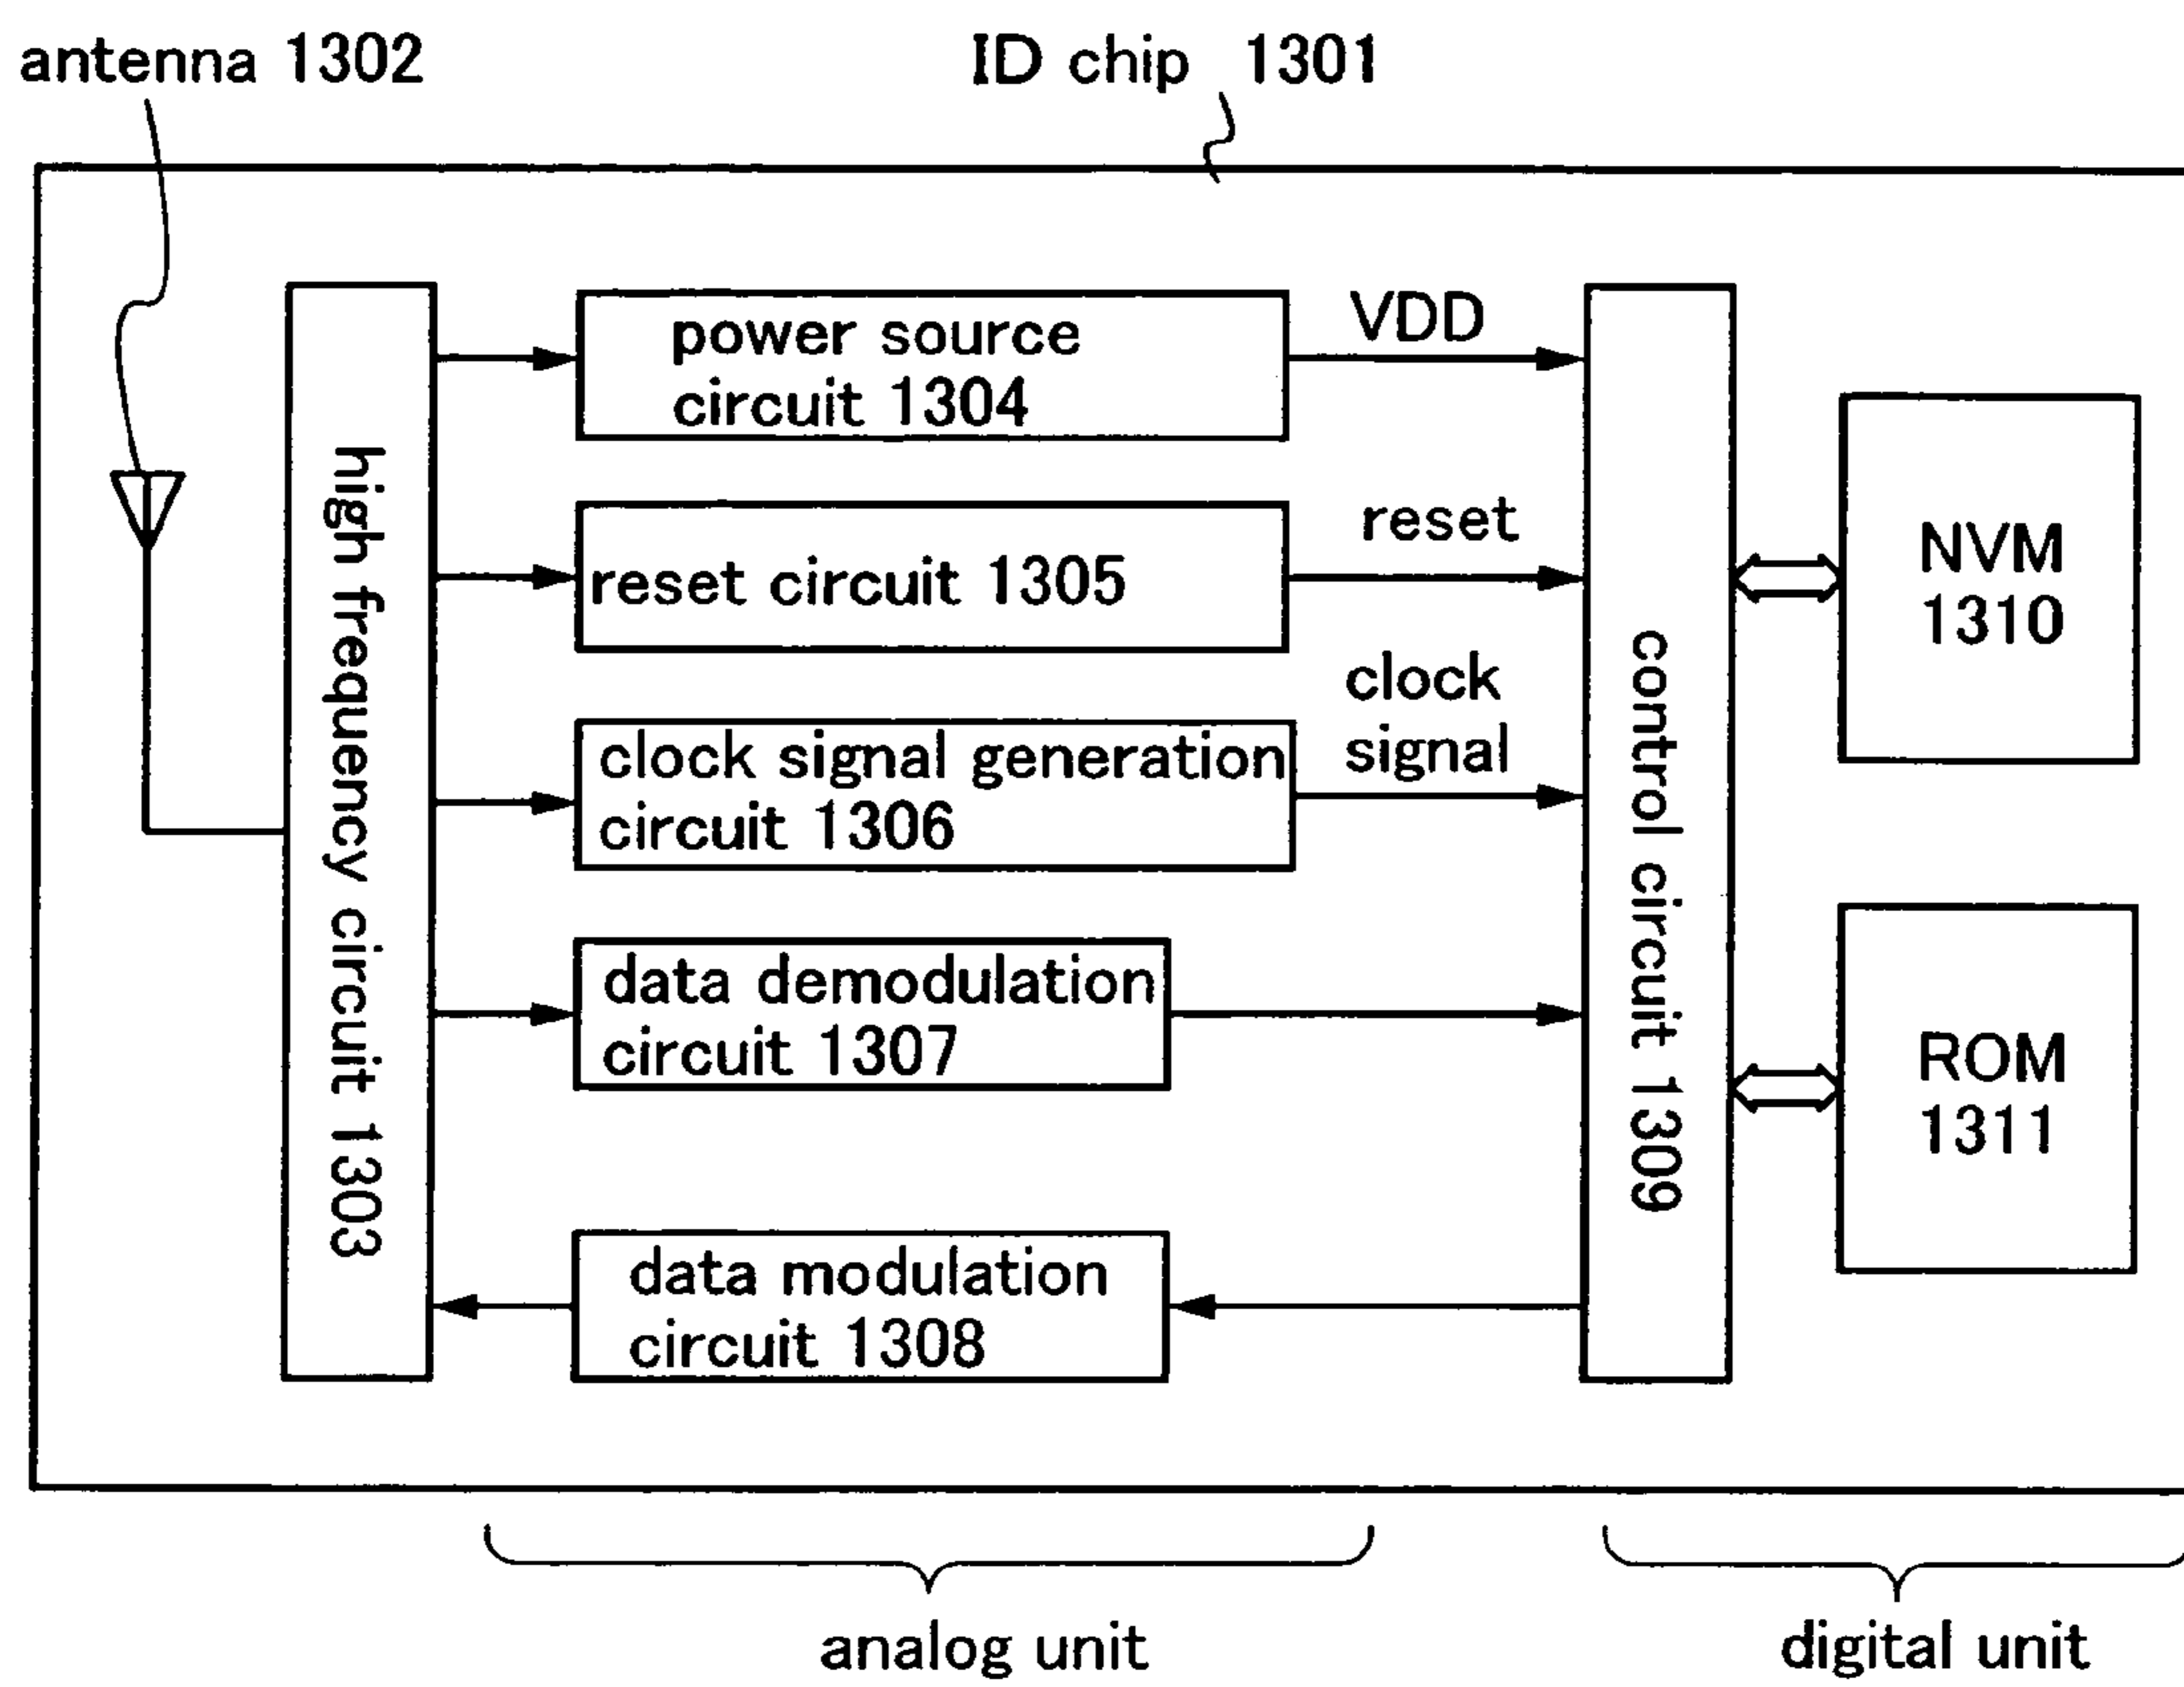 antenna 1302
ID chip 1301
high frequency circuit 1303
power source
circuit 1304
VDD
reset circuit 1305
reset
clock signal generation
circuit 1306
clock
signal
data demodulation
circuit 1307
data modulation
circuit 1308
control circuit 1309
NVM
1310
ROM
1311
analog unit
digital unit